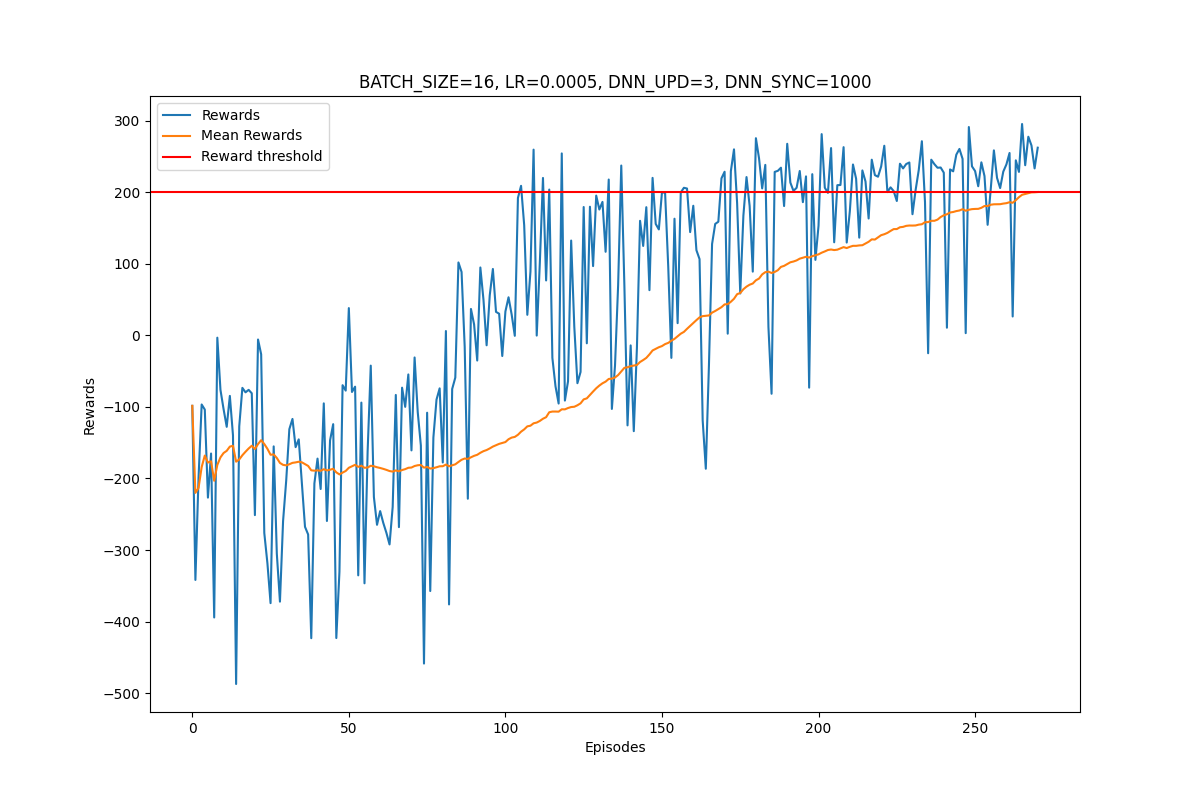 BATCH_SIZE=16, LR=0.0005, DNN_UPD=3, DNN_SYNC=1000
Rewards
Mean Rewards
Reward threshold
300
200
100
0
−100
−200
−300
−400
−500
Rewards
0 50 100 150 200 250
Episodes